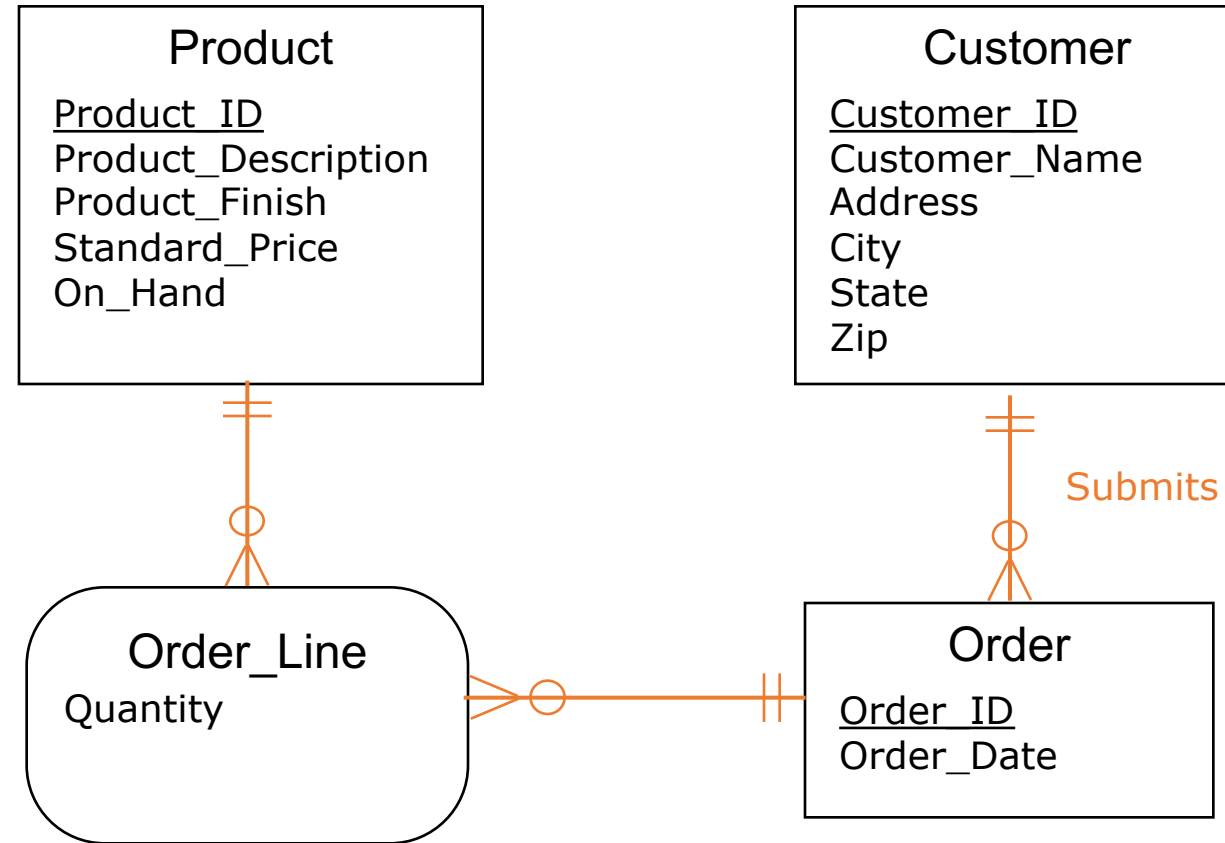 Product
Product_ID
Product_Description
Product_Finish
Standard_Price
On_Hand
Customer
Customer_ID
Customer_Name
Address
City
State
Zip
Submits
Order_Line
Quantity
Order
Order_ID
Order_Date